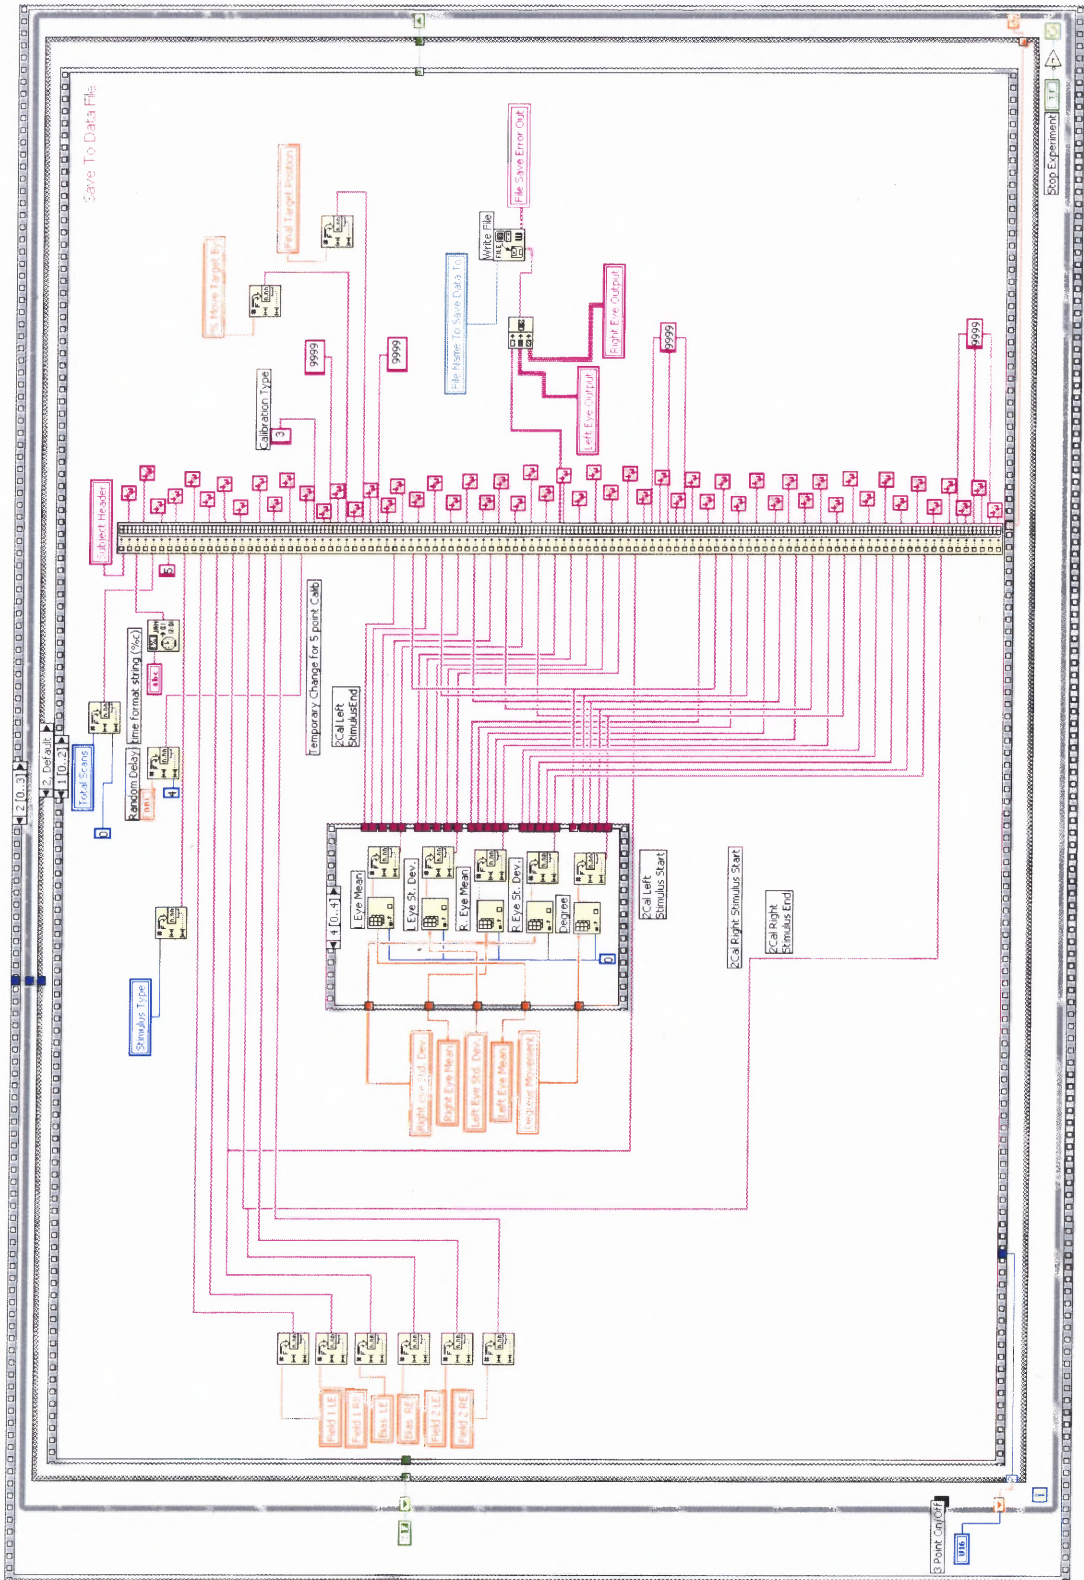 Save To Data File
Stop Experiment
TF
2 [0..3]
2, Default
1 [0..2]
Subject Header
Total Scans
0
Random Delay
time format string (%c)
abc
4
5
Stimulus Type
Calibration Type
3
% Move Target By
Final Target Position
9999
9999
File Name To Save Data To
Write File
File Save Error Out
Left Eye Output
Right Eye Output
9999
9999
Temporary Change for 5 point Calib
2Cal Left
StimulusEnd
4 [0..4]
L Eye Mean
L Eye St. Dev.
R. Eye Mean
R. Eye St. Dev.
Degree
0
2Cal Left
Stimulus Start
2Cal Right Stimulus Start
2Cal Right
Stimulus End
Right Eye Std. Dev.
Right Eye Mean
Left Eye Std. Dev.
Left Eye Mean
Degrees Movement
Field 1 LE
Field 1 RE
Bias LE
Bias RE
Field 2 LE
Field 2 RE
3 Point On/Off
U16
i